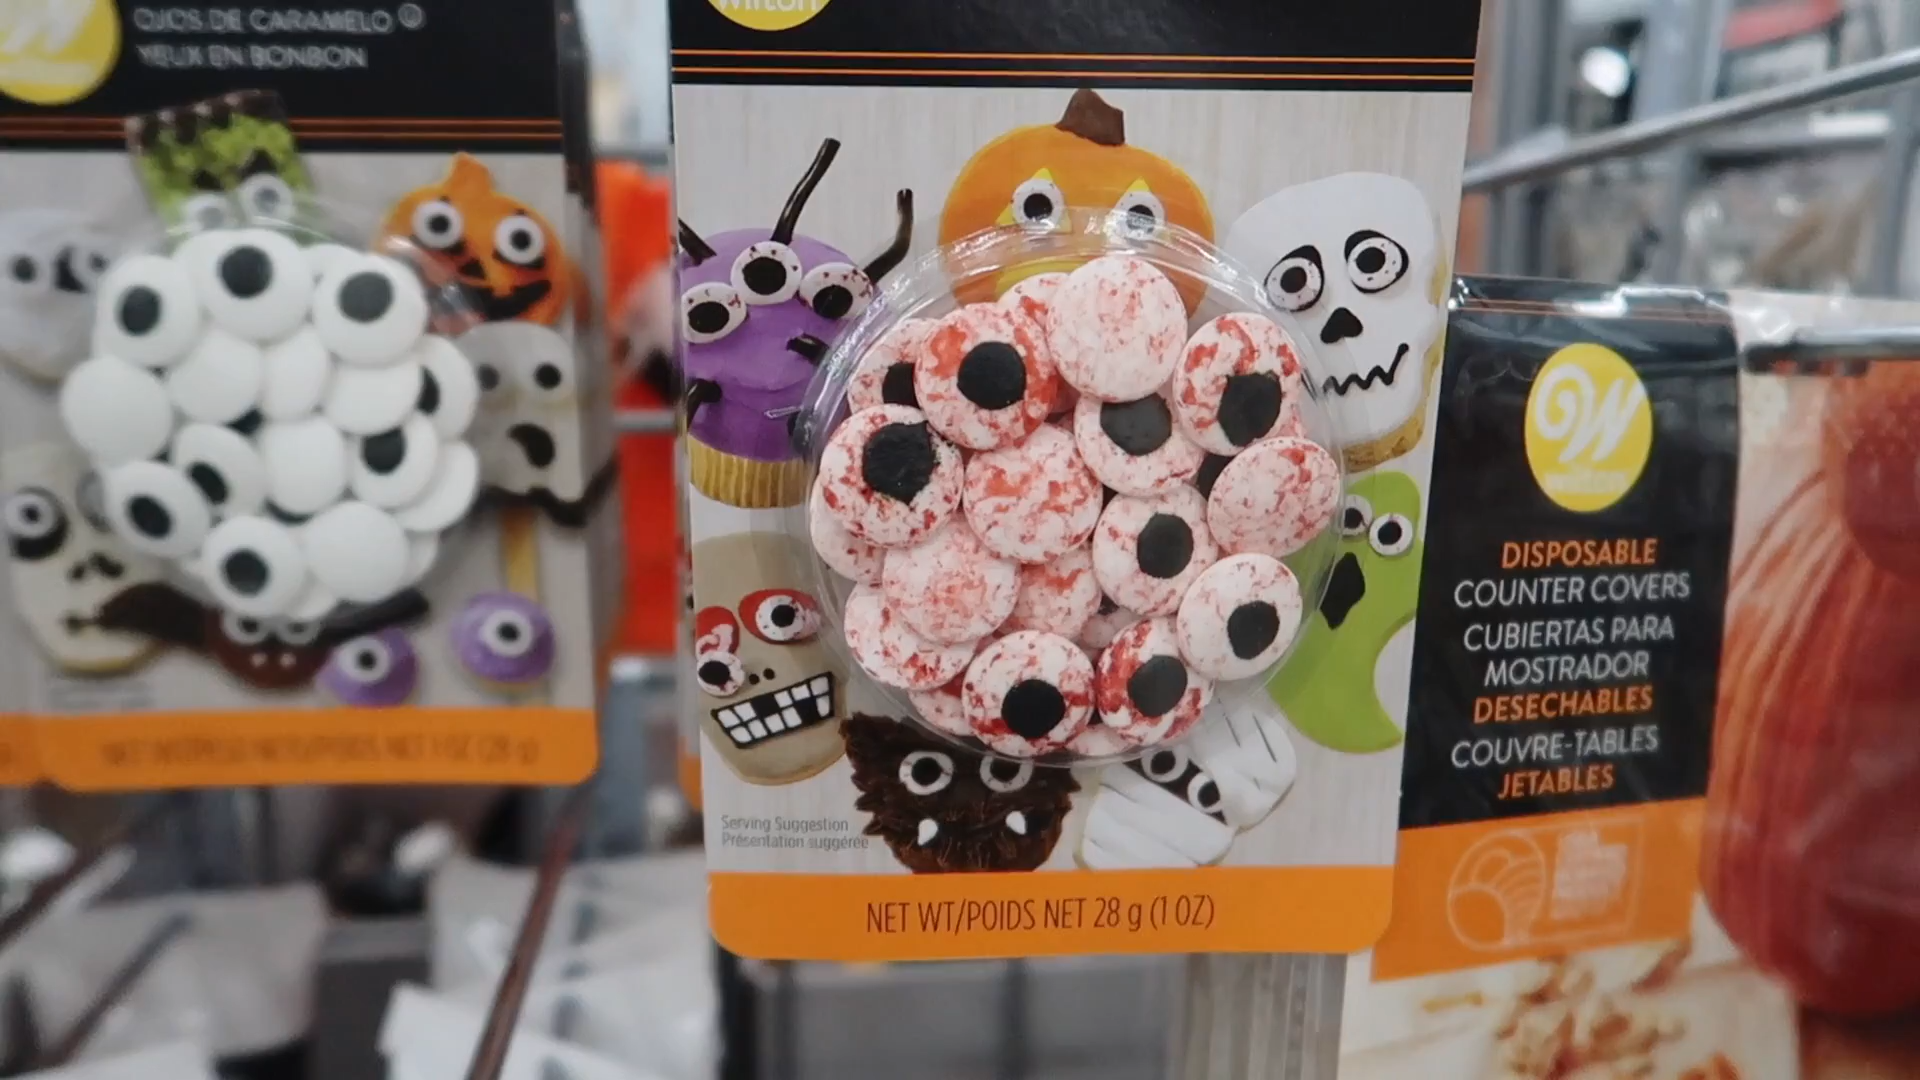 OJOS DE CARAMELO
YEUX EN BONBON
wilton
Serving Suggestion
Présentation suggérée
NET WT/POIDS NET 28 g (1 OZ)
wilton
DISPOSABLE
COUNTER COVERS
CUBIERTAS PARA
MOSTRADOR
DESECHABLES
COUVRE-TABLES
JETABLES